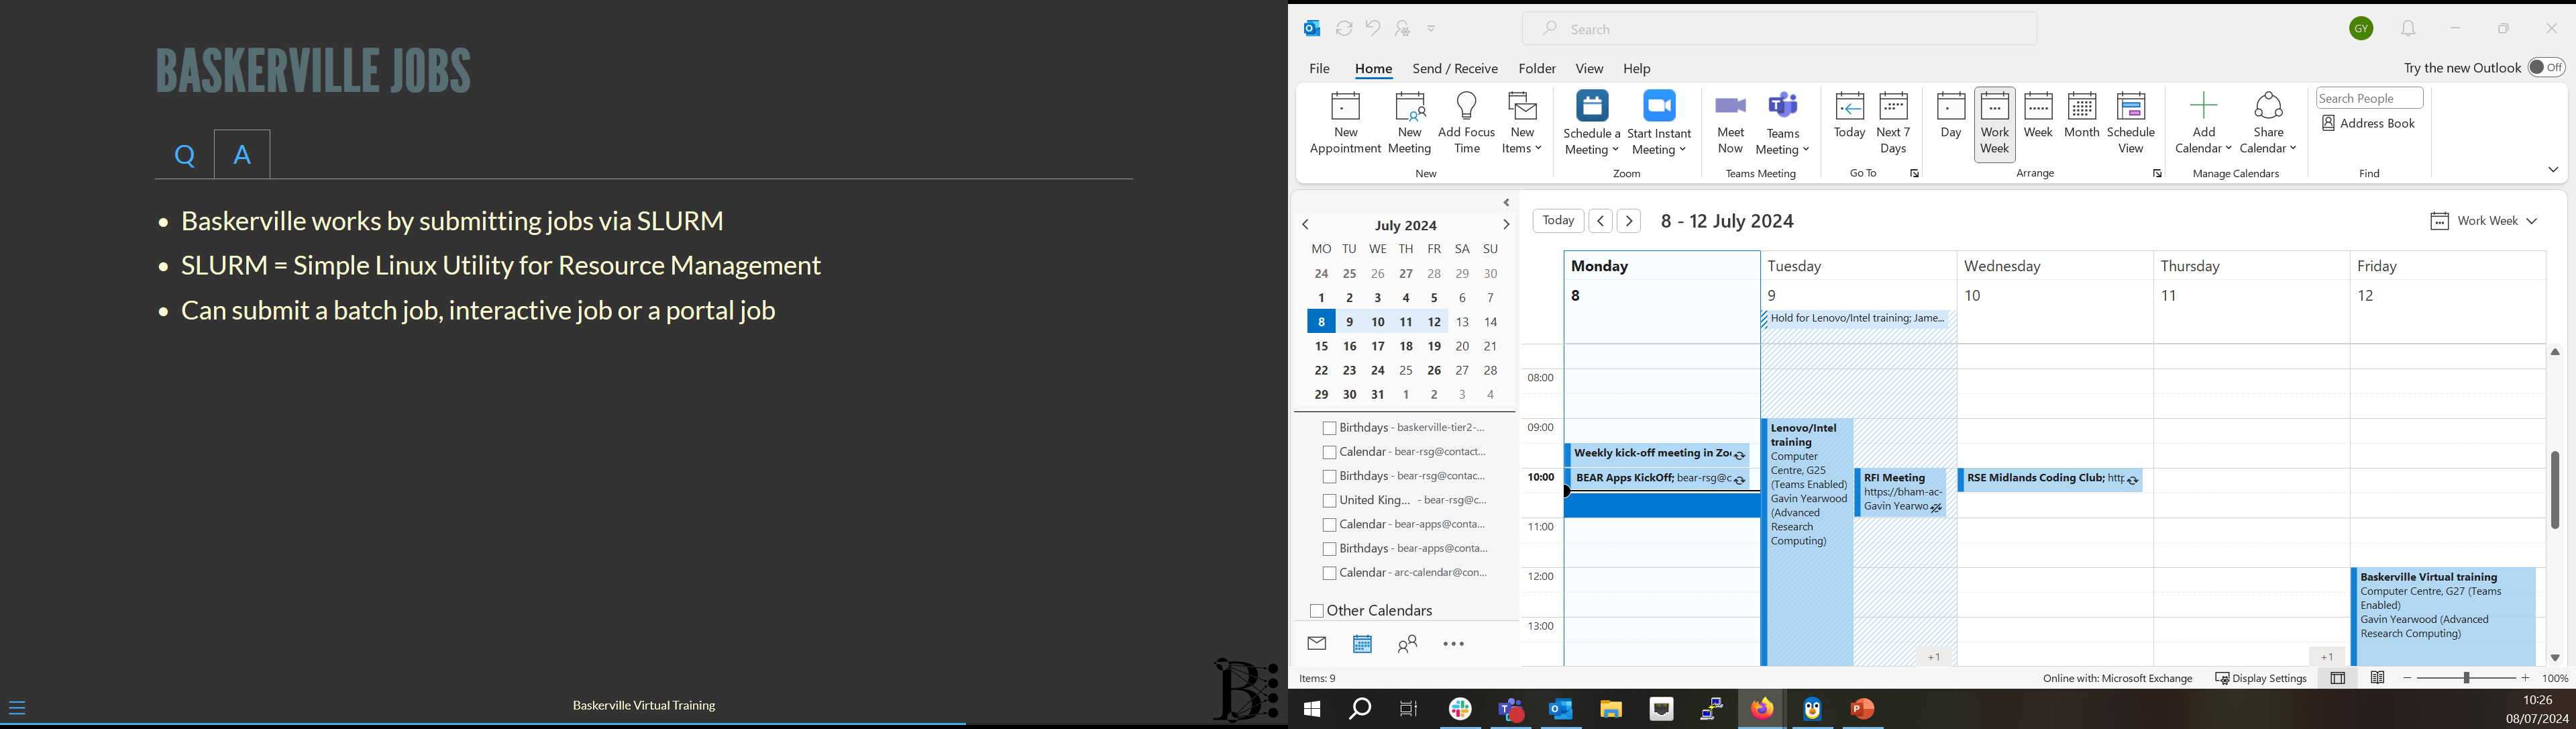 BASKERVILLE JOBS
Q A
Baskerville works by submitting jobs via SLURM
SLURM = Simple Linux Utility for Resource Management
Can submit a batch job, interactive job or a portal job
Baskerville Virtual Training
B
Search
GY
File Home Send / Receive Folder View Help
Try the new Outlook Off
New Appointment
New Meeting
Add Focus Time
New Items
New
Schedule a Meeting
Start Instant Meeting
Zoom
Meet Now
Teams Meeting
Teams Meeting
Today
Next 7 Days
Go To
Day
Work Week
Week
Month
Schedule View
Arrange
Add Calendar
Share Calendar
Manage Calendars
Search People
Address Book
Find
July 2024
MO TU WE TH FR SA SU
24 25 26 27 28 29 30
1 2 3 4 5 6 7
8 9 10 11 12 13 14
15 16 17 18 19 20 21
22 23 24 25 26 27 28
29 30 31 1 2 3 4
Birthdays - baskerville-tier2-...
Calendar - bear-rsg@contact...
Birthdays - bear-rsg@contac...
United King... - bear-rsg@c...
Calendar - bear-apps@conta...
Birthdays - bear-apps@conta...
Calendar - arc-calendar@con...
Other Calendars
Today
8 - 12 July 2024
Work Week
Monday Tuesday Wednesday Thursday Friday
8 9 10 11 12
Hold for Lenovo/Intel training; Jame...
08:00
09:00
10:00
11:00
12:00
13:00
Weekly kick-off meeting in Zoo
BEAR Apps KickOff; bear-rsg@c
Lenovo/Intel
training
Computer
Centre, G25
(Teams Enabled)
Gavin Yearwood
(Advanced
Research
Computing)
RFI Meeting
https://bham-ac-
Gavin Yearwo
+1
RSE Midlands Coding Club; http
+1
Baskerville Virtual training
Computer Centre, G27 (Teams
Enabled)
Gavin Yearwood (Advanced
Research Computing)
Items: 9
Online with: Microsoft Exchange
Display Settings
100%
10:26
08/07/2024